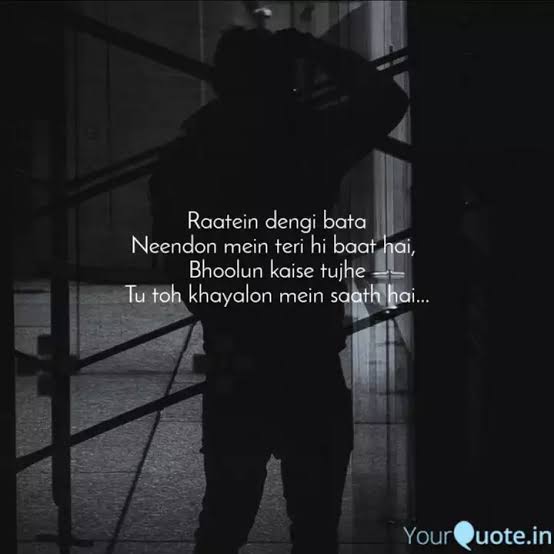 Raatein dengi bata
Neendon mein teri hi baat hai,
Bhoolun kaise tujhe
Tu toh khayalon mein saath hai...
YourQuote.in